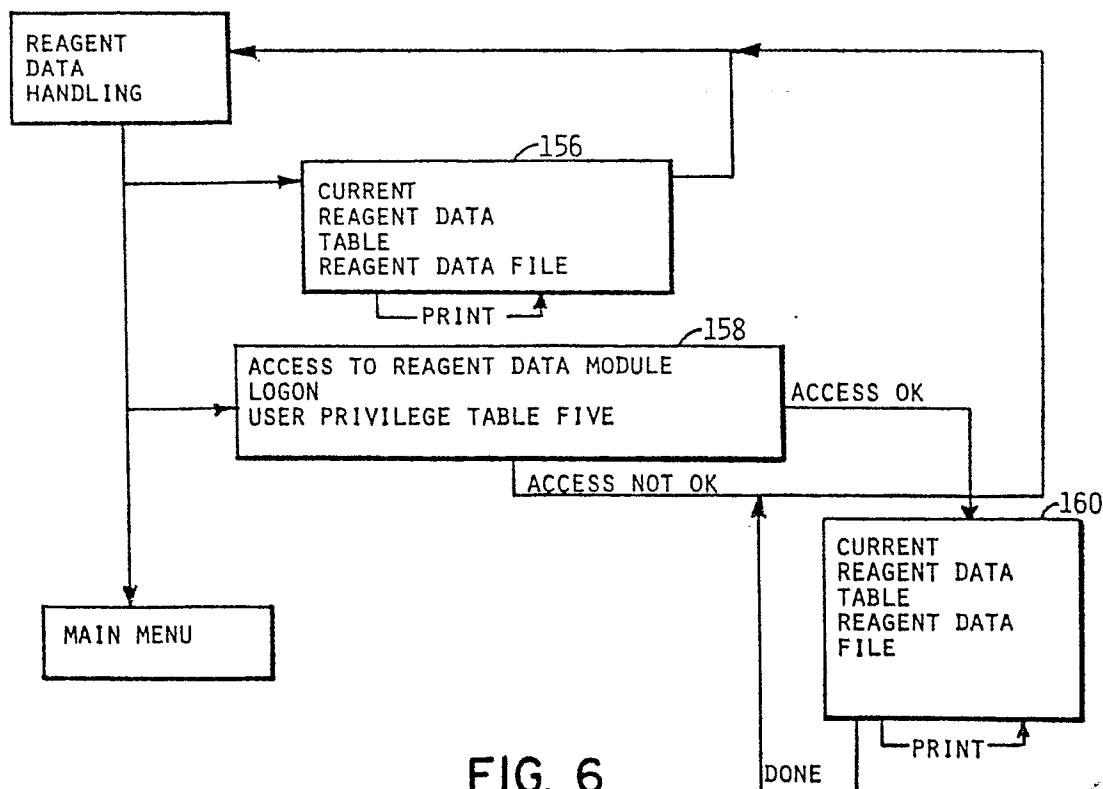 REAGENT
DATA
HANDLING
156
CURRENT
REAGENT DATA
TABLE
REAGENT DATA FILE
PRINT
158
ACCESS TO REAGENT DATA MODULE
LOGON
USER PRIVILEGE TABLE FIVE
ACCESS OK
ACCESS NOT OK
160
CURRENT
REAGENT DATA
TABLE
REAGENT DATA
FILE
MAIN MENU
PRINT
DONE
FIG. 6